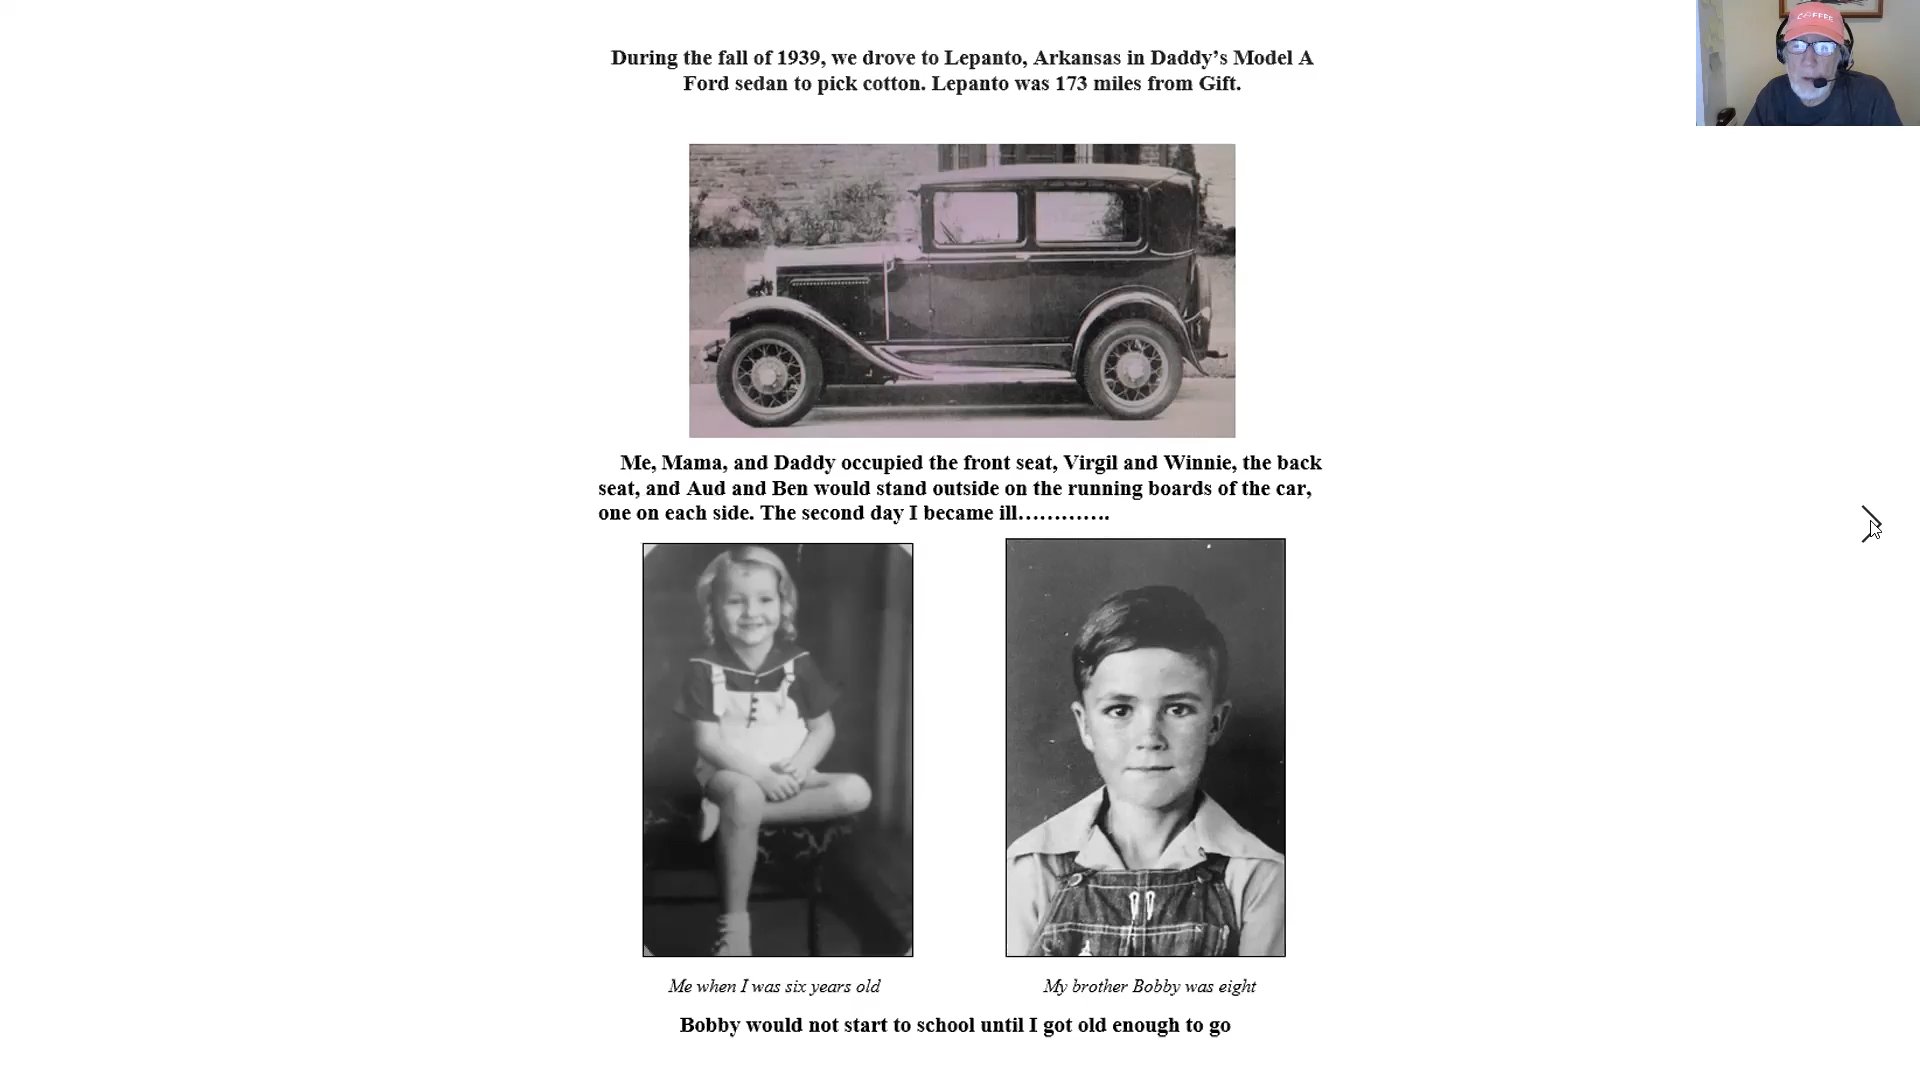 COFFEE
During the fall of 1939, we drove to Lepanto, Arkansas in Daddy’s Model A
Ford sedan to pick cotton. Lepanto was 173 miles from Gift.
Me, Mama, and Daddy occupied the front seat, Virgil and Winnie, the back
seat, and Aud and Ben would stand outside on the running boards of the car,
one on each side. The second day I became ill………….
Me when I was six years old
My brother Bobby was eight
Bobby would not start to school until I got old enough to go